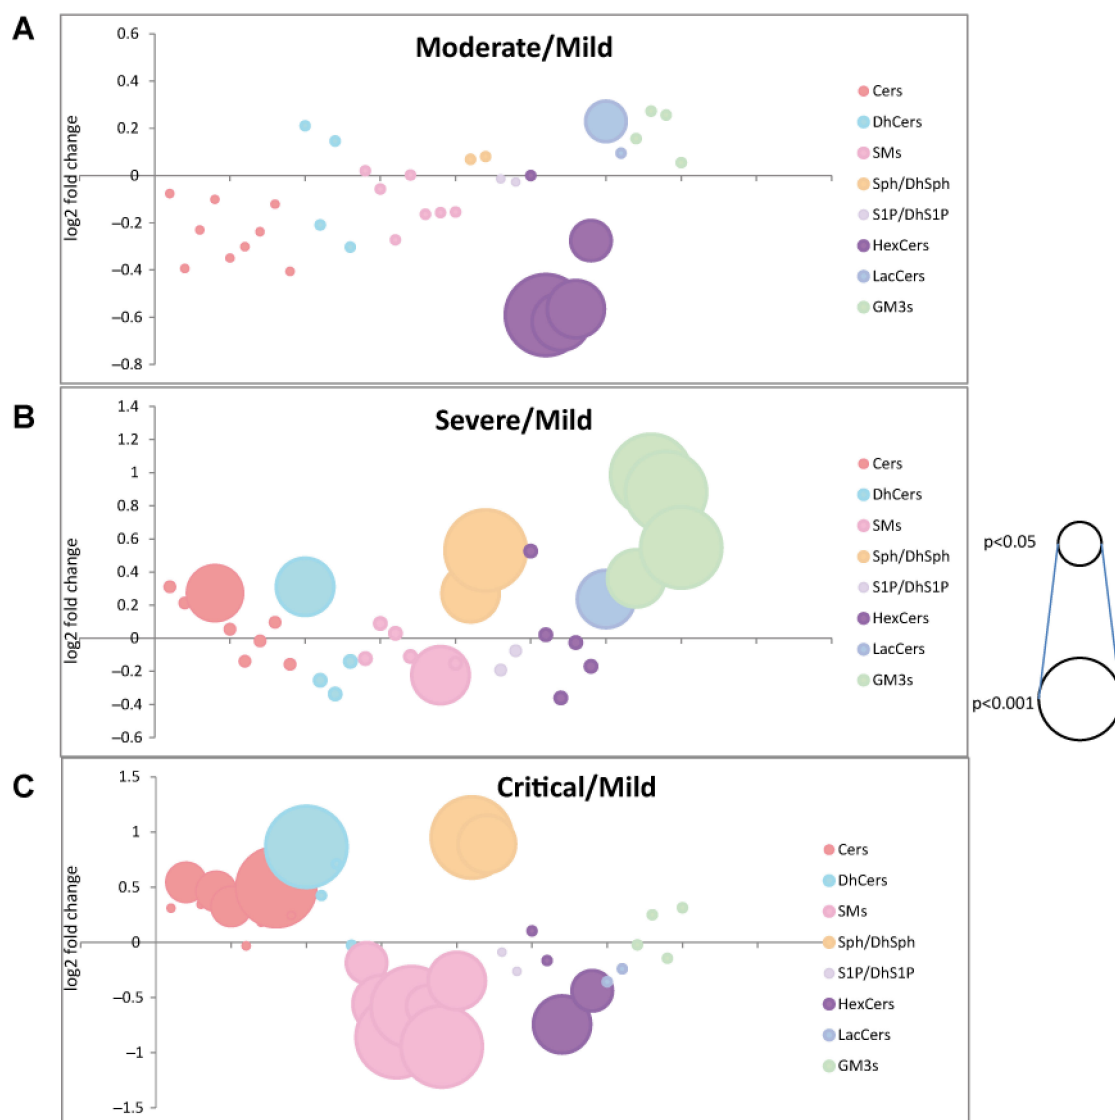 A
Moderate/Mild
log2 fold change
0.6
0.4
0.2
0
−0.2
−0.4
−0.6
−0.8
Cers
DhCers
SMs
Sph/DhSph
S1P/DhS1P
HexCers
LacCers
GM3s
B
Severe/Mild
log2 fold change
1.4
1.2
1
0.8
0.6
0.4
0.2
0
−0.2
−0.4
−0.6
Cers
DhCers
SMs
Sph/DhSph
S1P/DhS1P
HexCers
LacCers
GM3s
p<0.05
p<0.001
C
Critical/Mild
log2 fold change
1.5
1
0.5
0
−0.5
−1
−1.5
Cers
DhCers
SMs
Sph/DhSph
S1P/DhS1P
HexCers
LacCers
GM3s